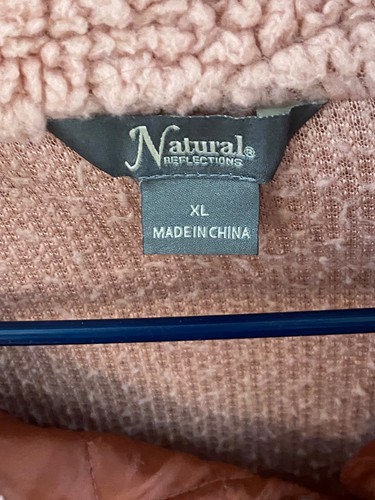 Natural®
REFLECTIONS
XL
MADE IN CHINA